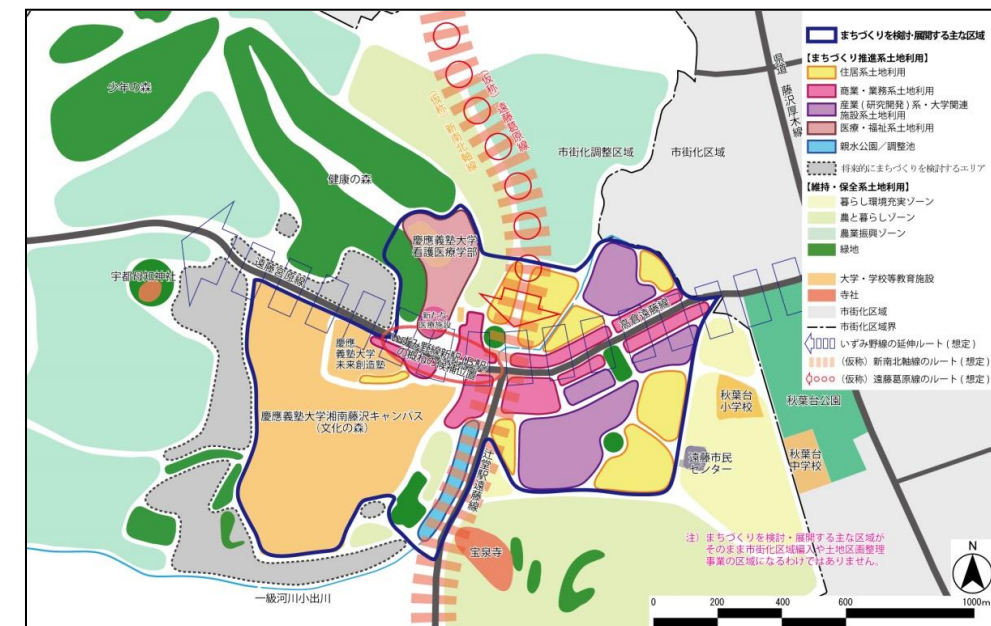 まちづくりを検討・展開する主な区域
【まちづくり推進系土地利用】
住居系土地利用
商業・業務系土地利用
産業(研究開発)系・大学関連
施設系土地利用
医療・福祉系土地利用
親水公園／調整池
将来的にまちづくりを検討するエリア
【維持・保全系土地利用】
暮らし環境充実ゾーン
農と暮らしゾーン
農業振興ゾーン
緑地
大学・学校等教育施設
寺社
市街化区域
市街化区域界
いずみ野線の延伸ルート(想定)
(仮称)新南北軸線のルート(想定)
(仮称)遠藤葛原線のルート(想定)
少年の森
健康の森
(仮称)新南北軸線
(仮称)遠藤葛原線
市街化調整区域
市街化区域
県道 藤沢厚木線
宇都母知神社
遠藤宮原線
慶應義塾大学
看護医療学部
新たな
医療施設
高倉遠藤線
慶應
義塾大学
未来創造塾
慶應義塾大学湘南藤沢キャンパス
(文化の森)
辻堂駅遠藤線
秋葉台
小学校
秋葉台公園
遠藤市民
センター
秋葉台
中学校
宝泉寺
一級河川小出川
注）まちづくりを検討・展開する主な区域が
そのまま市街化区域編入や土地区画整理
事業の区域になるわけではありません。
N
0 200 400 600 1000m